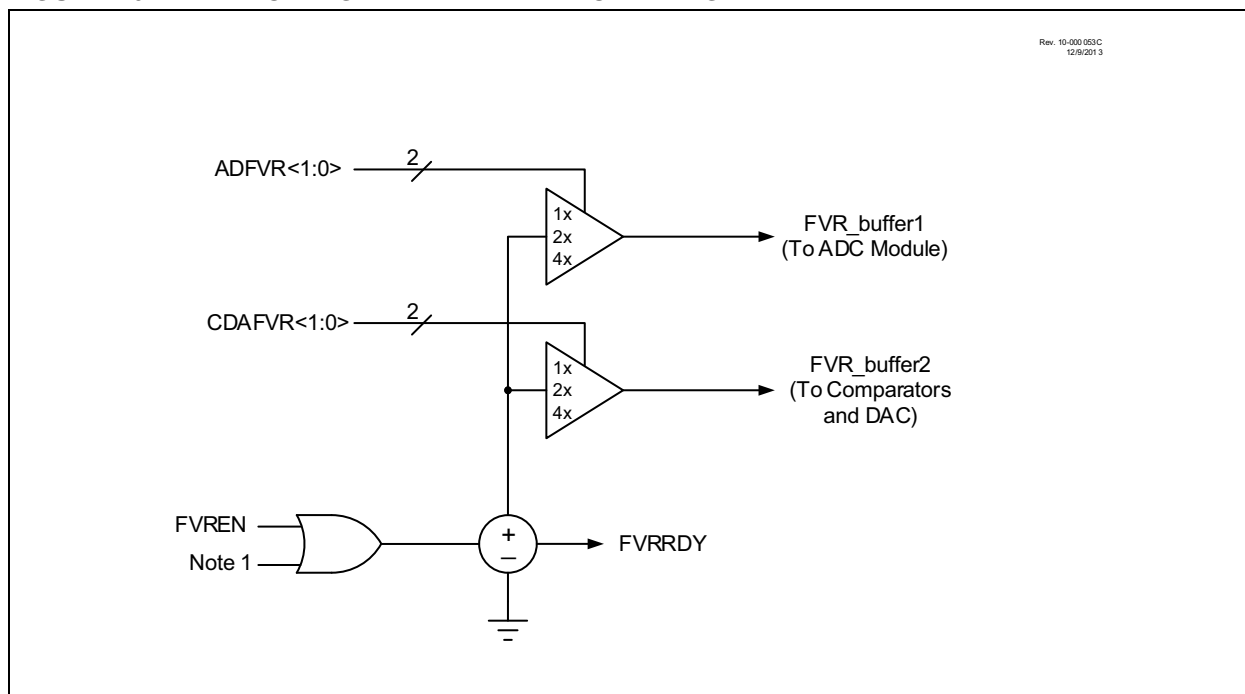 Rev. 10-000 053C
12/9/201 3
ADFVR<1:0>
2
1x
2x
4x
FVR_buffer1
(To ADC Module)
CDAFVR<1:0>
2
1x
2x
4x
FVR_buffer2
(To Comparators
and DAC)
FVREN
Note 1
+
–
FVRRDY